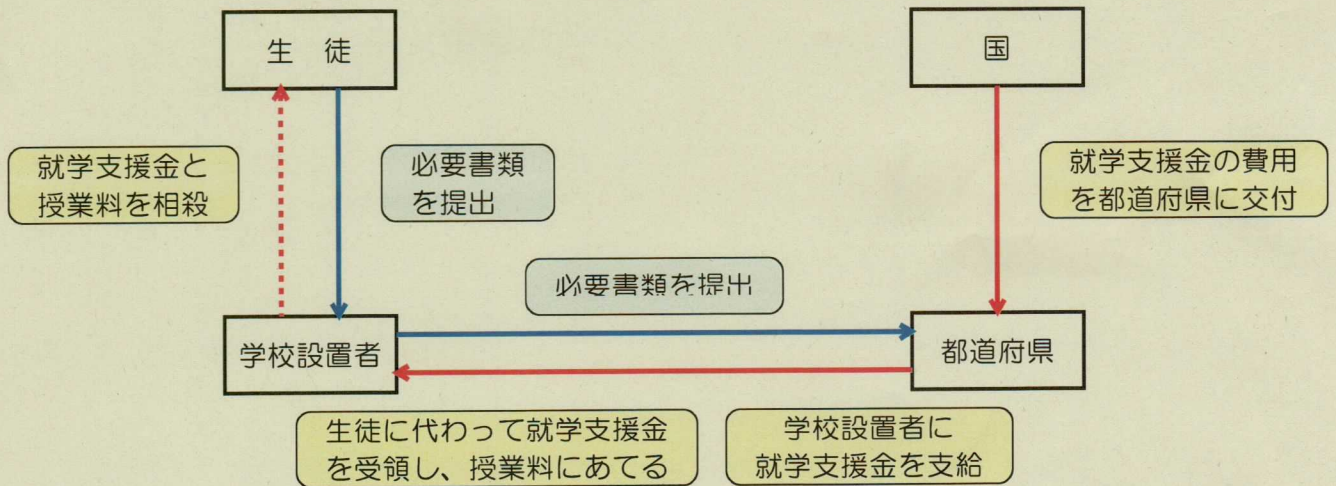 生 徒
国
就学支援金と
授業料を相殺
必要書類
を提出
就学支援金の費用
を都道府県に交付
必要書類を提出
学校設置者
都道府県
生徒に代わって就学支援金
を受領し、授業料にあてる
学校設置者に
就学支援金を支給